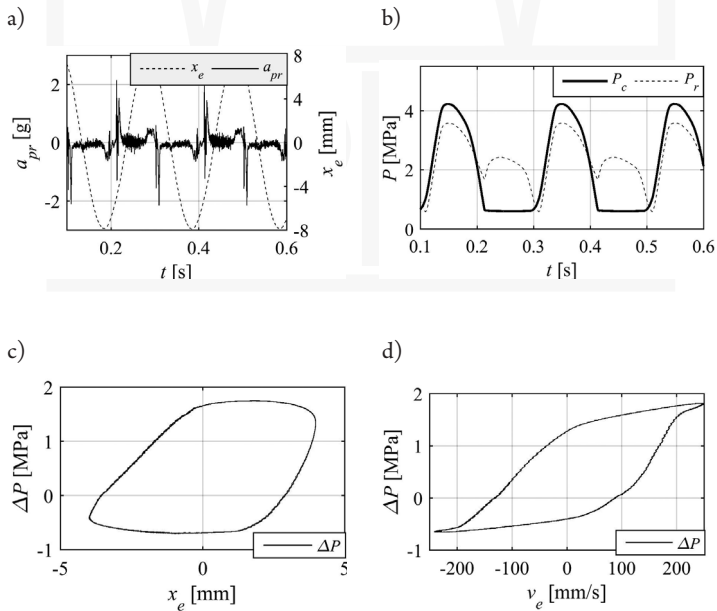 a)
x_e a_pr
a_pr [g]
2
0
-2
8
4
0
-4
-8
x_e [mm]
0.2 0.4 0.6
t [s]
b)
P_c P_r
P [MPa]
6
4
2
0
0.1 0.2 0.3 0.4 0.5 0.6
t [s]
c)
ΔP [MPa]
2
1
0
-1
ΔP
-5 0 5
x_e [mm]
d)
ΔP [MPa]
2
1
0
-1
ΔP
-200 -100 0 100 200
v_e [mm/s]